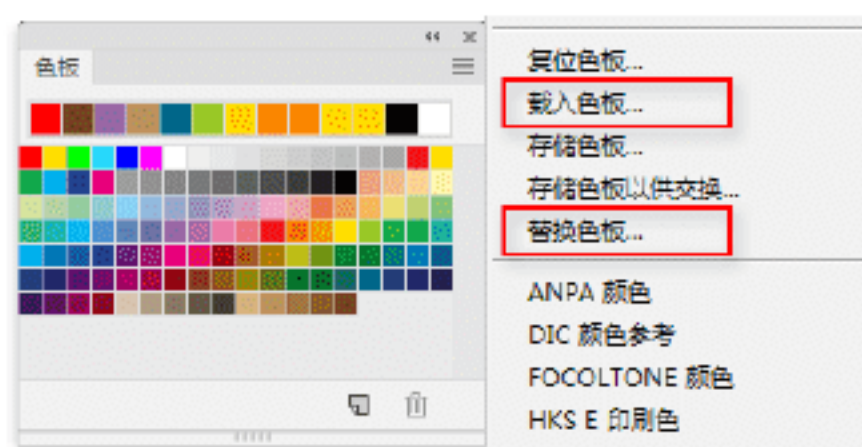 色板
复位色板...
载入色板...
存储色板...
存储色板以供交换...
替换色板...
ANPA 颜色
DIC 颜色参考
FOCOLTONE 颜色
HKS E 印刷色